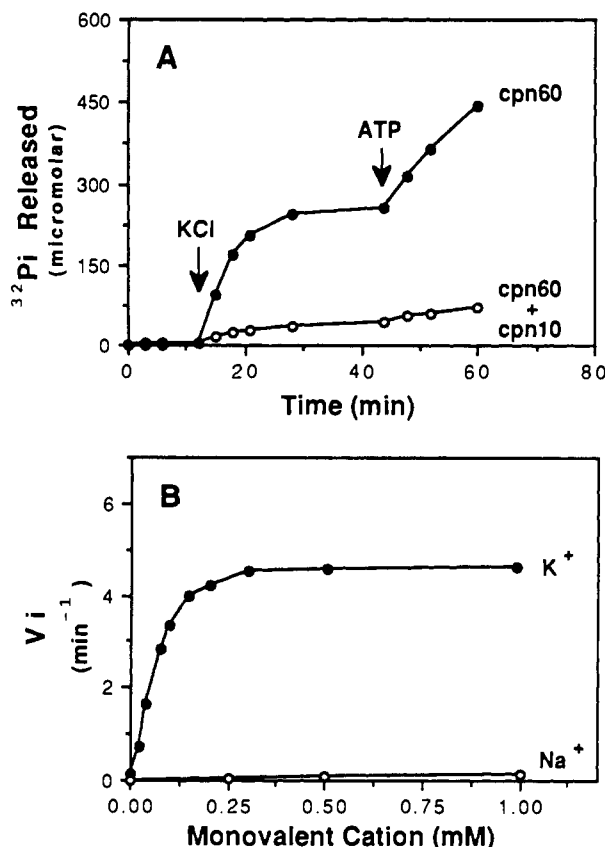 A
600
450
300
150
0
³²Pi Released
(micromolar)
KCl
ATP
cpn60
cpn60
+
cpn10
0
20
40
60
80
Time (min)
B
6
4
2
0
Vi
(min⁻¹)
K⁺
Na⁺
0.00
0.25
0.50
0.75
1.00
Monovalent Cation (mM)